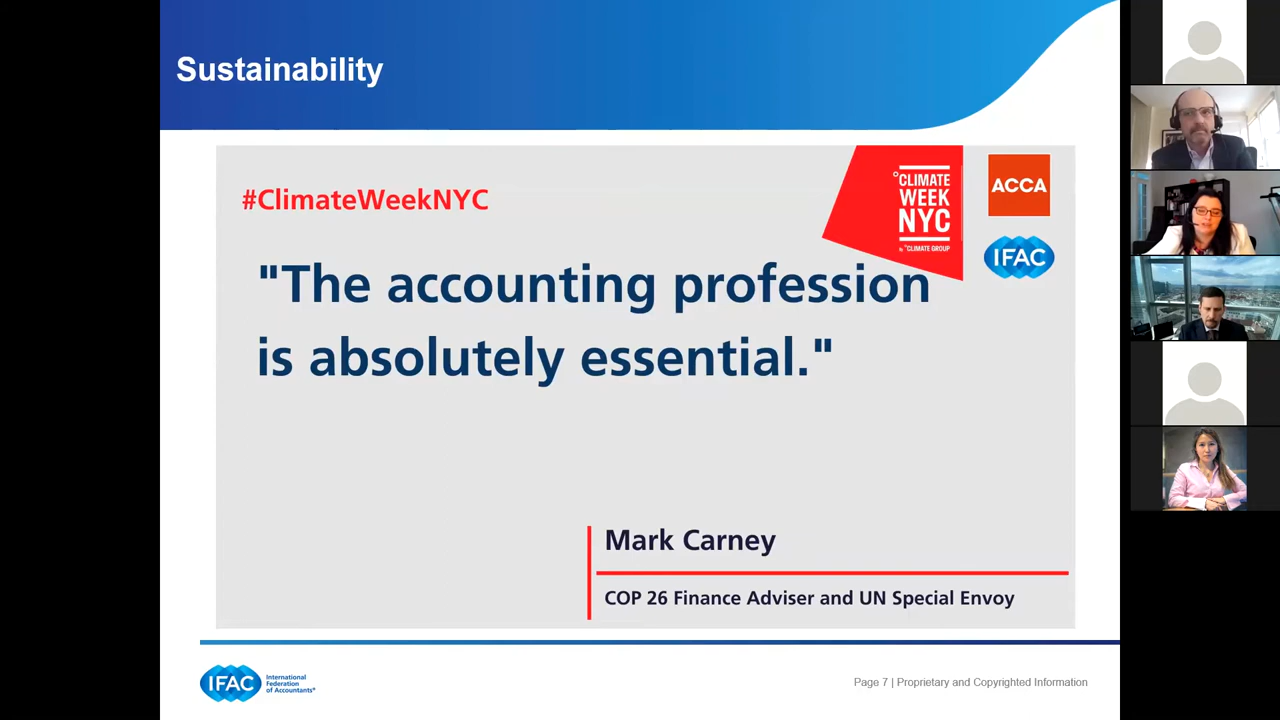 Sustainability
#ClimateWeekNYC
°CLIMATE
WEEK
NYC
by °CLIMATE GROUP
ACCA
IFAC
"The accounting profession
is absolutely essential."
Mark Carney
COP 26 Finance Adviser and UN Special Envoy
IFAC
International
Federation
of Accountants®
Page 7 | Proprietary and Copyrighted Information